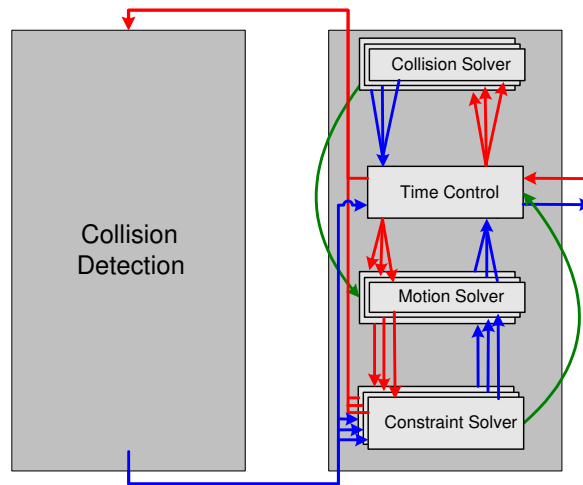 Collision
Detection
Collision Solver
Time Control
Motion Solver
Constraint Solver